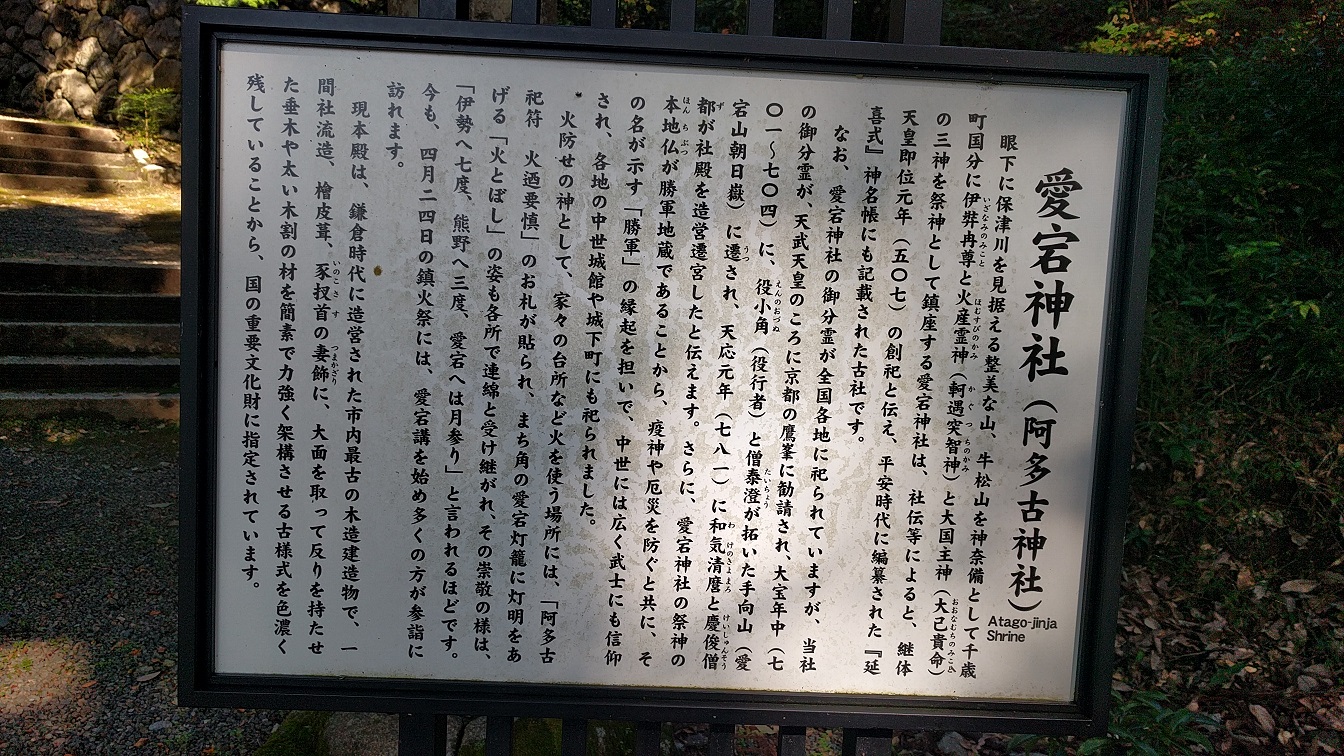 愛宕神社（阿多古神社）
Atago-jinja
Shrine
眼下に保津川を見据える整美な山、牛松山を神奈備として千歳
町国分に伊弉冉尊と火産霊神（軻遇突智神）と大国主神（大己貴命）
の三神を祭神として鎮座する愛宕神社は、社伝等によると、継体
天皇即位元年（五〇七）の創祀と伝え、平安時代に編纂された『延
喜式』神名帳にも記載された古社です。
なお、愛宕神社の御分霊が全国各地に祀られていますが、当社
の御分霊が、天武天皇のころに京都の鷹峯に勧請され、大宝年中（七
〇一～七〇四）に、役小角（役行者）と僧泰澄が拓いた手向山（愛
宕山朝日嶽）に遷され、天応元年（七八一）に和気清麿と慶俊僧
都が社殿を造営遷宮したと伝えます。さらに、愛宕神社の祭神の
本地仏が勝軍地蔵であることから、疫神や厄災を防ぐと共に、そ
の名が示す「勝軍」の縁起を担いで、中世には広く武士にも信仰
され、各地の中世城館や城下町にも祀られました。
火防せの神として、家々の台所など火を使う場所には、「阿多古
祀符　火迺要慎」のお札が貼られ、まち角の愛宕灯籠に灯明をあ
げる「火とぼし」の姿も各所で連綿と受け継がれ、その崇敬の様は、
「伊勢へ七度、熊野へ三度、愛宕へは月参り」と言われるほどです。
今も、四月二四日の鎮火祭には、愛宕講を始め多くの方が参詣に
訪れます。
現本殿は、鎌倉時代に造営された市内最古の木造建造物で、一
間社流造、檜皮葺、豕扠首の妻飾に、大面を取って反りを持たせ
た垂木や太い木割の材を簡素で力強く架構させる古様式を色濃く
残していることから、国の重要文化財に指定されています。